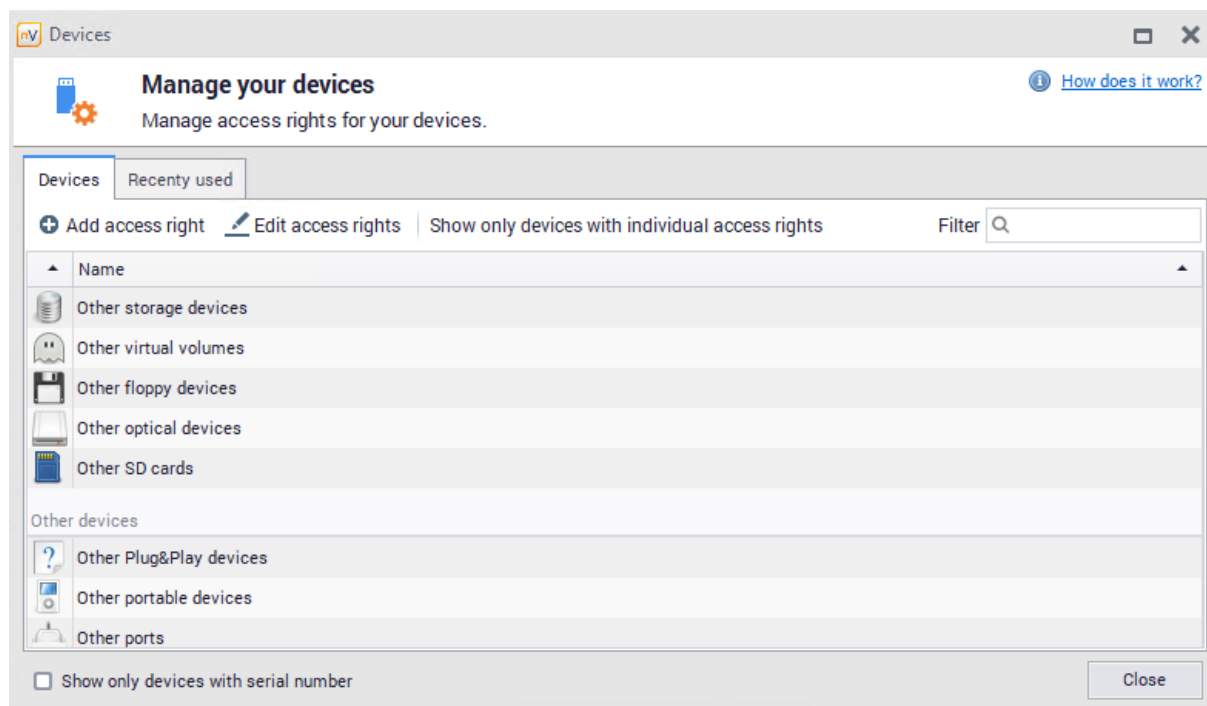 nV Devices
Manage your devices
How does it work?
Manage access rights for your devices.
Devices Recenty used
Add access right Edit access rights Show only devices with individual access rights Filter
Name
Other storage devices
Other virtual volumes
Other floppy devices
Other optical devices
Other SD cards
Other devices
Other Plug&Play devices
Other portable devices
Other ports
Show only devices with serial number Close